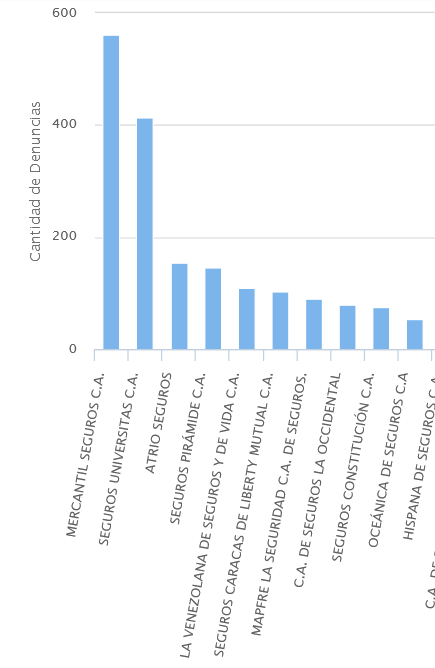 600
400
200
0
Cantidad de Denuncias
MERCANTIL SEGUROS C.A.
SEGUROS UNIVERSITAS C.A.
ATRIO SEGUROS
SEGUROS PIRÁMIDE C.A.
LA VENEZOLANA DE SEGUROS Y DE VIDA C.A.
SEGUROS CARACAS DE LIBERTY MUTUAL C.A.
MAPFRE LA SEGURIDAD C.A. DE SEGUROS.
C.A. DE SEGUROS LA OCCIDENTAL
SEGUROS CONSTITUCIÓN C.A.
OCEÁNICA DE SEGUROS C.A
HISPANA DE SEGUROS C.A
C.A. DE